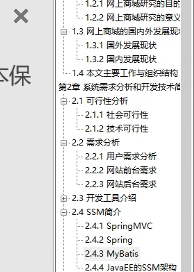 1.2.1 网上商城研究的目的
1.2.2 网上商城研究的意义
1.3 网上商城的国内外发展现
1.3.1 国外发展现状
1.3.2 国内发展现状
1.4 本文主要工作与组织结构
第2章 系统需求分析和开发技术简
2.1 可行性分析
2.1.1 社会可行性
2.1.2 技术可行性
2.2 需求分析
2.2.1 用户需求分析
2.2.2 网站前台需求
2.2.3 网站后台需求
2.3 开发工具介绍
2.4 SSM简介
2.4.1 SpringMVC
2.4.2 Spring
2.4.3 MyBatis
2.4.4 JavaEE的SSM架构
本保